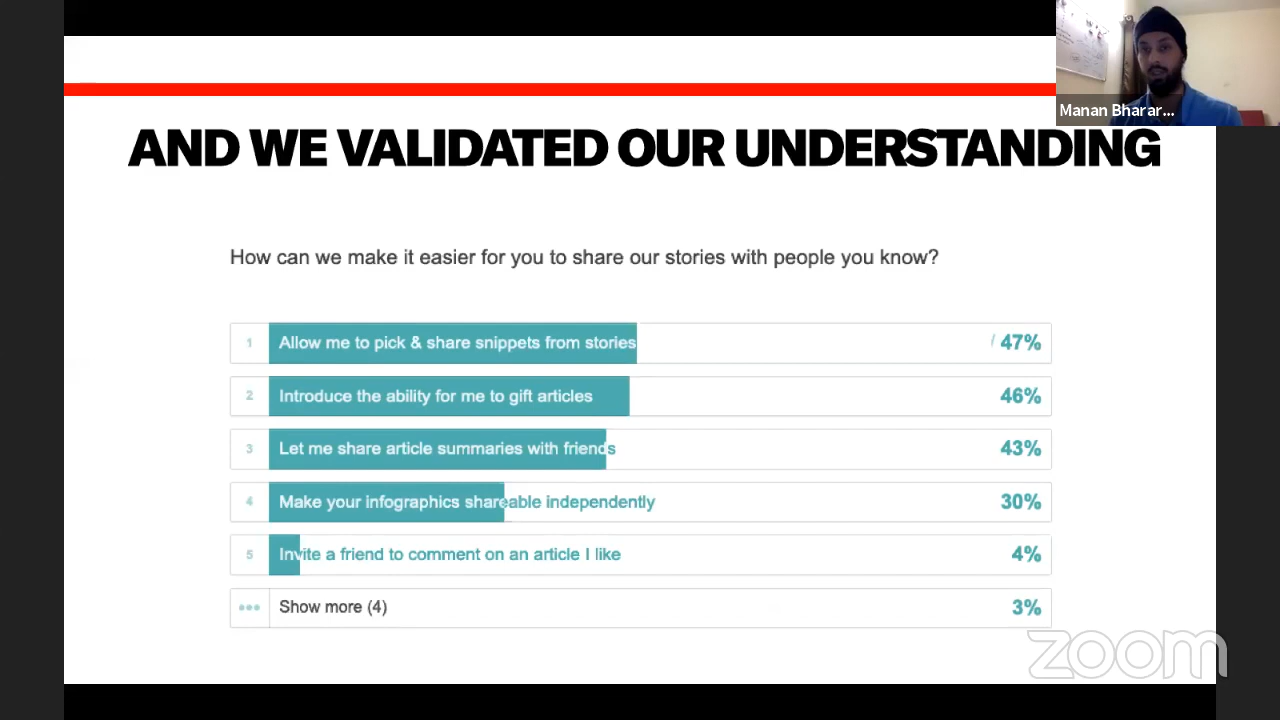 Manan Bharar...
AND WE VALIDATED OUR UNDERSTANDING
How can we make it easier for you to share our stories with people you know?
1 Allow me to pick & share snippets from stories / 47%
2 Introduce the ability for me to gift articles 46%
3 Let me share article summaries with friends 43%
4 Make your infographics shareable independently 30%
5 Invite a friend to comment on an article I like 4%
••• Show more (4) 3%
zoom